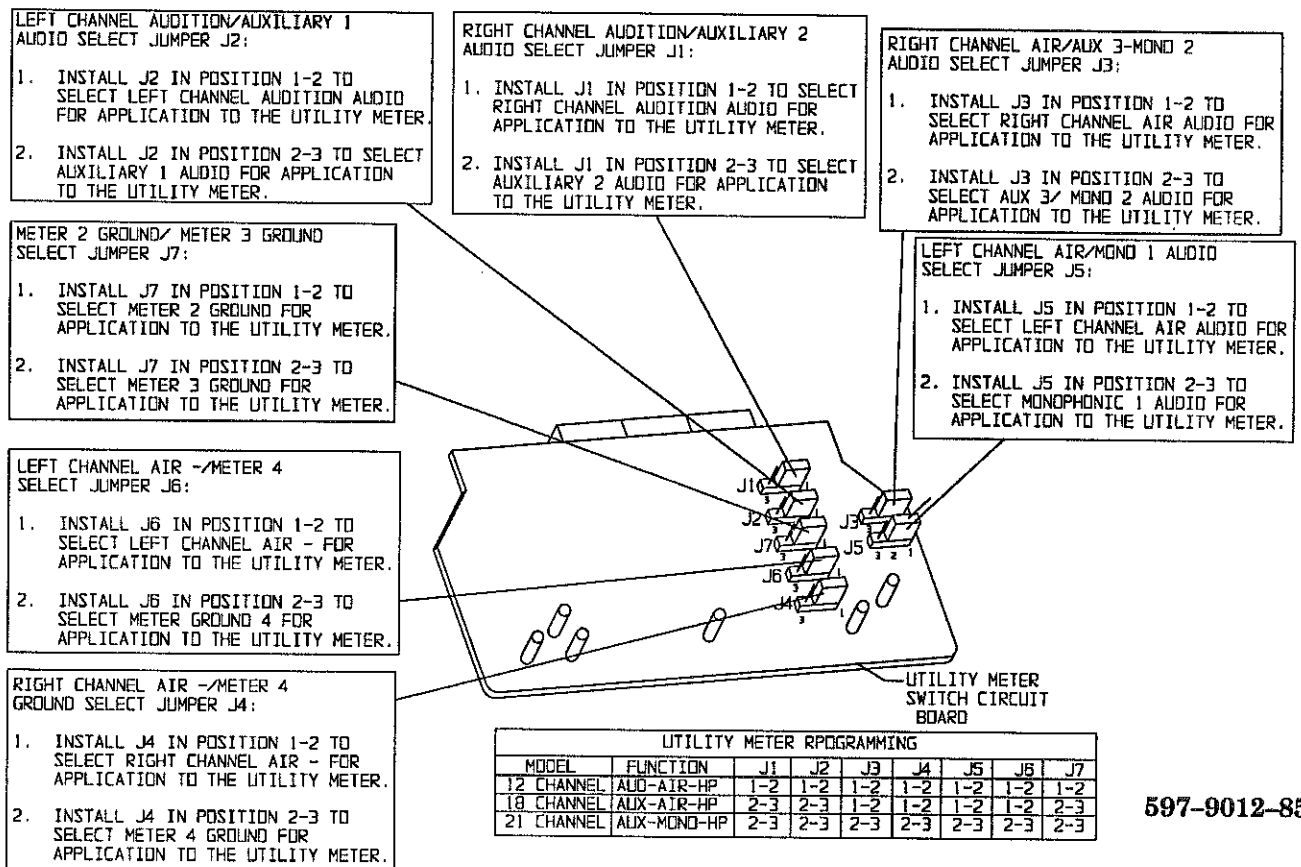 LEFT CHANNEL AUDITION/AUXILIARY 1
AUDIO SELECT JUMPER J2:
1. INSTALL J2 IN POSITION 1-2 TO
SELECT LEFT CHANNEL AUDITION AUDIO
FOR APPLICATION TO THE UTILITY METER.
2. INSTALL J2 IN POSITION 2-3 TO SELECT
AUXILIARY 1 AUDIO FOR APPLICATION
TO THE UTILITY METER.
RIGHT CHANNEL AUDITION/AUXILIARY 2
AUDIO SELECT JUMPER J1:
1. INSTALL J1 IN POSITION 1-2 TO SELECT
RIGHT CHANNEL AUDITION AUDIO FOR
APPLICATION TO THE UTILITY METER.
2. INSTALL J1 IN POSITION 2-3 TO SELECT
AUXILIARY 2 AUDIO FOR APPLICATION
TO THE UTILITY METER.
RIGHT CHANNEL AIR/AUX 3-MONO 2
AUDIO SELECT JUMPER J3:
1. INSTALL J3 IN POSITION 1-2 TO
SELECT RIGHT CHANNEL AIR AUDIO FOR
APPLICATION TO THE UTILITY METER.
2. INSTALL J3 IN POSITION 2-3 TO
SELECT AUX 3/ MONO 2 AUDIO FOR
APPLICATION TO THE UTILITY METER.
METER 2 GROUND/ METER 3 GROUND
SELECT JUMPER J7:
1. INSTALL J7 IN POSITION 1-2 TO
SELECT METER 2 GROUND FOR
APPLICATION TO THE UTILITY METER.
2. INSTALL J7 IN POSITION 2-3 TO
SELECT METER 3 GROUND FOR
APPLICATION TO THE UTILITY METER.
LEFT CHANNEL AIR/MONO 1 AUDIO
SELECT JUMPER J5:
1. INSTALL J5 IN POSITION 1-2 TO
SELECT LEFT CHANNEL AIR AUDIO FOR
APPLICATION TO THE UTILITY METER.
2. INSTALL J5 IN POSITION 2-3 TO
SELECT MONOPHONIC 1 AUDIO FOR
APPLICATION TO THE UTILITY METER.
LEFT CHANNEL AIR -/METER 4
SELECT JUMPER J6:
1. INSTALL J6 IN POSITION 1-2 TO
SELECT LEFT CHANNEL AIR - FOR
APPLICATION TO THE UTILITY METER.
2. INSTALL J6 IN POSITION 2-3 TO
SELECT METER GROUND 4 FOR
APPLICATION TO THE UTILITY METER.
J1 3 1
J2 3
J7 3
J6 3
J4 3 1
J3 3
J5 3 2 1
UTILITY METER
SWITCH CIRCUIT
BOARD
RIGHT CHANNEL AIR -/METER 4
GROUND SELECT JUMPER J4:
1. INSTALL J4 IN POSITION 1-2 TO
SELECT RIGHT CHANNEL AIR - FOR
APPLICATION TO THE UTILITY METER.
2. INSTALL J4 IN POSITION 2-3 TO
SELECT METER 4 GROUND FOR
APPLICATION TO THE UTILITY METER.
UTILITY METER RPOGRAMMING
MODEL FUNCTION J1 J2 J3 J4 J5 J6 J7
12 CHANNEL AUD-AIR-HP 1-2 1-2 1-2 1-2 1-2 1-2 1-2
18 CHANNEL AUX-AIR-HP 2-3 2-3 1-2 1-2 1-2 1-2 2-3
21 CHANNEL AUX-MONO-HP 2-3 2-3 2-3 2-3 2-3 2-3 2-3
597-9012-85